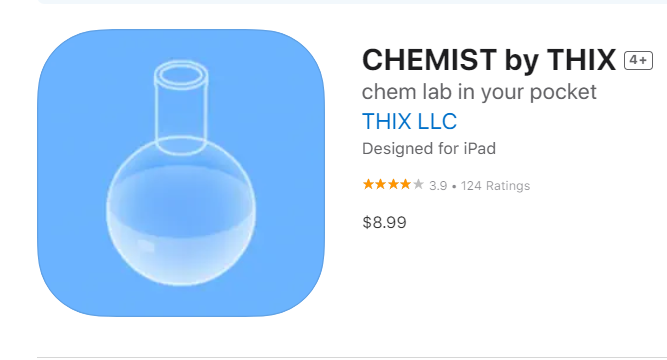 CHEMIST by THIX 4+
chem lab in your pocket
THIX LLC
Designed for iPad
3.9 • 124 Ratings
$8.99